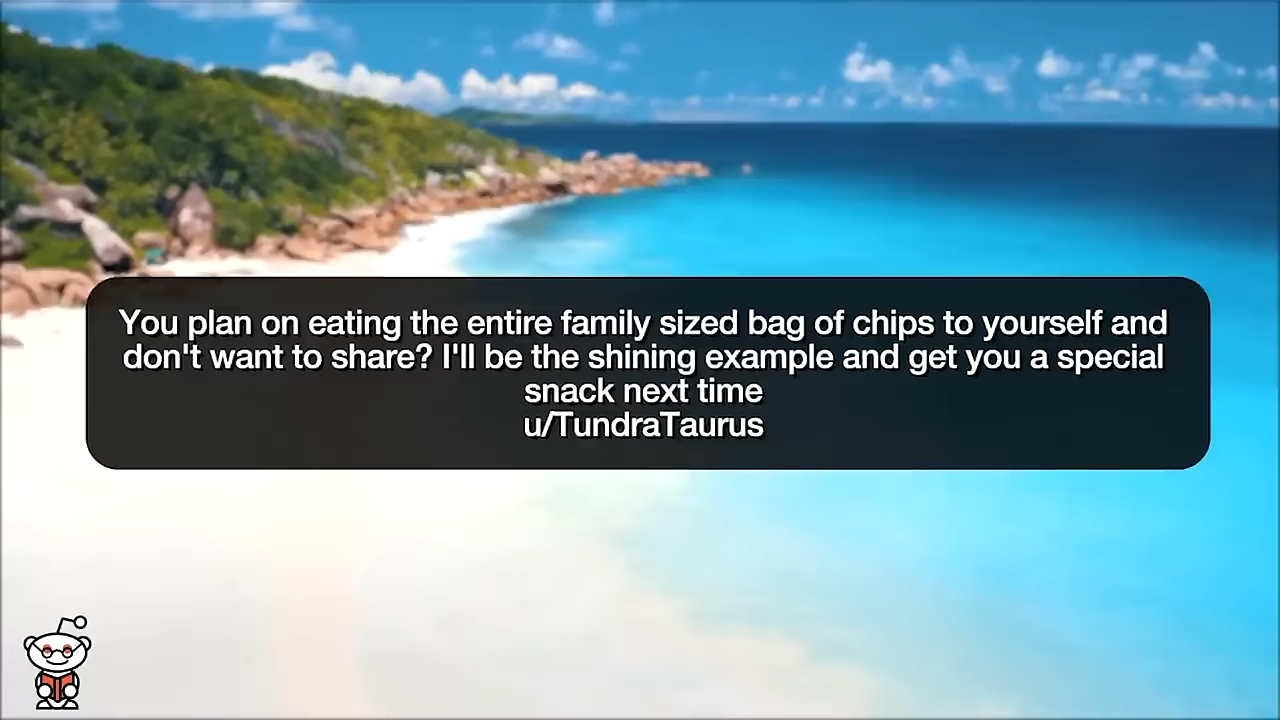 You plan on eating the entire family sized bag of chips to yourself and
don't want to share? I'll be the shining example and get you a special
snack next time
u/TundraTaurus